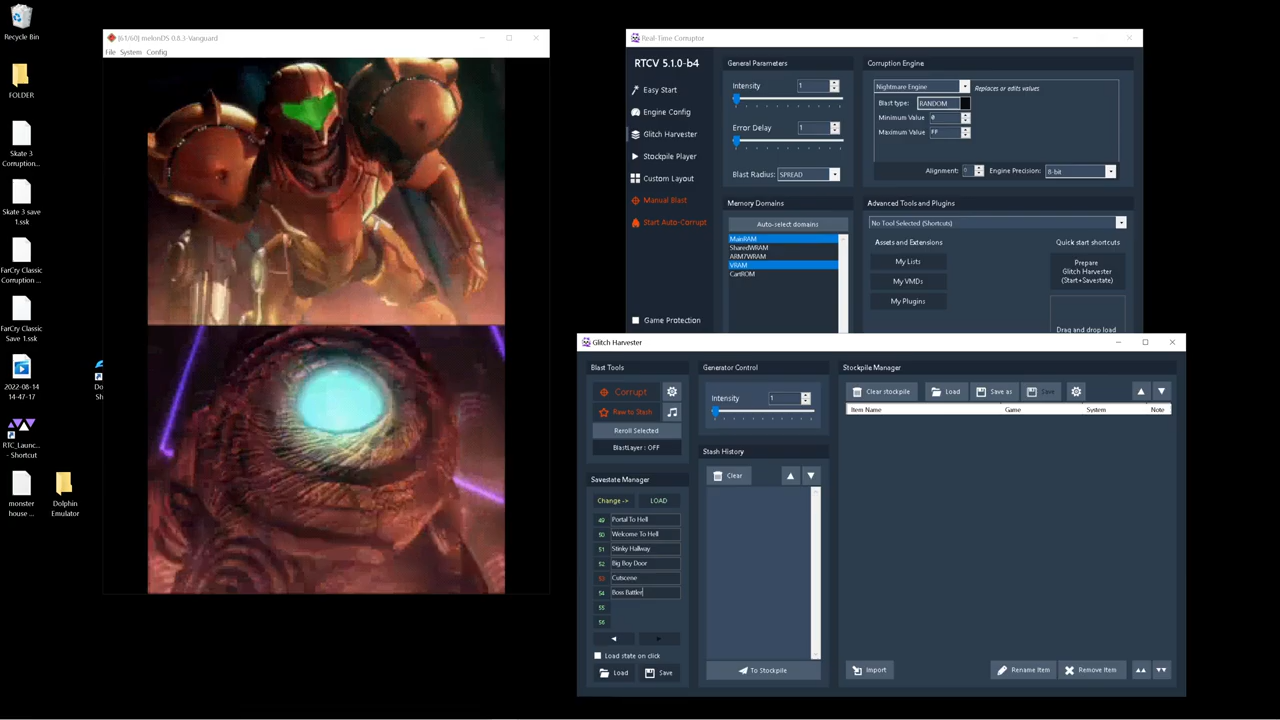 Recycle Bin
FOLDER
Skate 3
Corruption...
Skate 3 save
1.ssk
FarCry Classic
Corruption ...
FarCry Classic
Save 1.ssk
2022-08-14
14-47-17
RTC_Launc...
- Shortcut
monster
house ...
Dolphin
Emulator
Do
Sh
[61/60] melonDS 0.8.3 Vanguard
File System Config
Real-Time Corruptor
RTCV 5.1.0-b4
Easy Start
Engine Config
Glitch Harvester
Stockpile Player
Custom Layout
Manual Blast
Start Auto-Corrupt
Game Protection
General Parameters
Intensity 1
Error Delay 1
Blast Radius: SPREAD
Memory Domains
Auto-select domains
MainRAM
SharedWRAM
ARM7WRAM
VRAM
CartROM
Corruption Engine
Nightmare Engine Replaces or edits values
Blast type: RANDOM
Minimum Value 0
Maximum Value FF
Alignment: 0 Engine Precision: 8-bit
Advanced Tools and Plugins
No Tool Selected (Shortcuts)
Assets and Extensions
My Lists
My VMDs
My Plugins
Quick start shortcuts
Prepare
Glitch Harvester
(Start+Savestate)
Drag and drop load
Glitch Harvester
Blast Tools
Corrupt
Raw to Stash
Reroll Selected
BlastLayer : OFF
Savestate Manager
Change -> LOAD
49 Portal To Hell
50 Welcome To Hell
51 Stinky Hallway
52 Big Boy Door
53 Cutscene
54 Boss Battler
55
56
Load state on click
Load Save
Generator Control
Intensity 1
Stash History
Clear
To Stockpile
Stockpile Manager
Clear stockpile Load Save as Save
Item Name Game System Note
Import Rename Item Remove Item